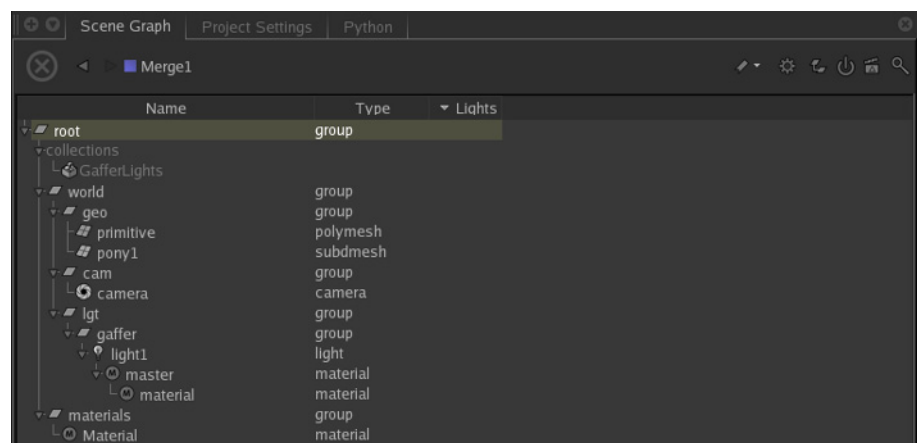 Scene Graph Project Settings Python
Merge1
Name Type Lights
root group
collections
GafferLights
world group
geo group
primitive polymesh
pony1 subdmesh
cam group
camera camera
lgt group
gaffer group
light1 light
master material
material material
materials group
Material material